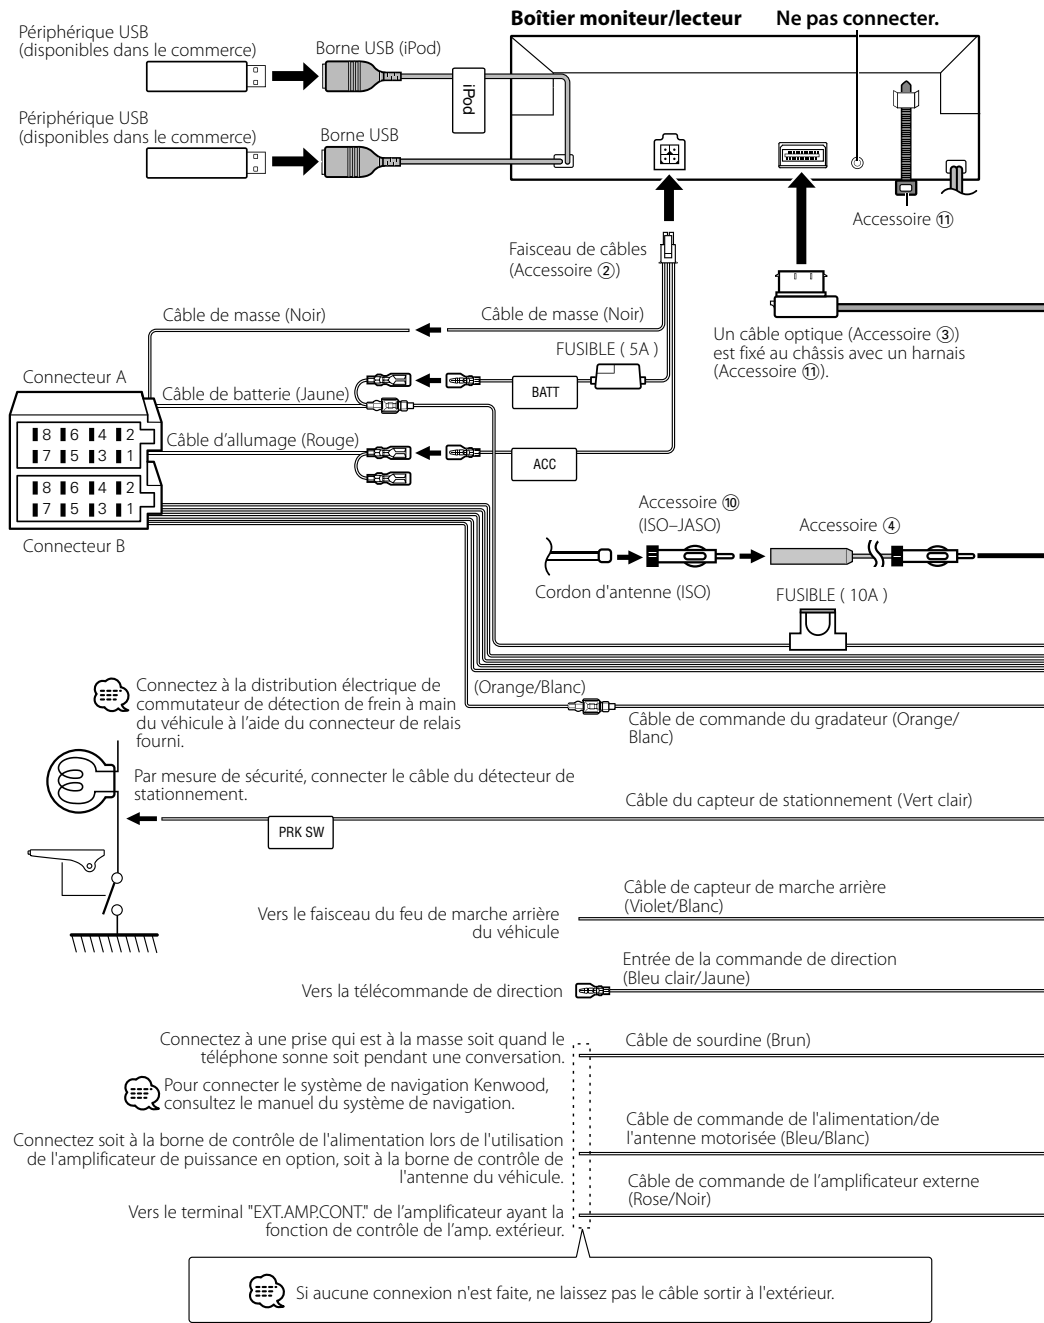 Boîtier moniteur/lecteur
Ne pas connecter.
Périphérique USB
(disponibles dans le commerce)
Borne USB (iPod)
iPod
Périphérique USB
(disponibles dans le commerce)
Borne USB
Accessoire ⑪
Faisceau de câbles
(Accessoire ②)
Câble de masse (Noir)
Câble de masse (Noir)
Un câble optique (Accessoire ③)
est fixé au châssis avec un harnais
(Accessoire ⑪).
FUSIBLE ( 5A )
Connecteur A
Câble de batterie (Jaune)
BATT
8 6 4 2
7 5 3 1
Câble d'allumage (Rouge)
ACC
8 6 4 2
7 5 3 1
Connecteur B
Accessoire ⑩
(ISO–JASO)
Accessoire ④
Cordon d'antenne (ISO)
FUSIBLE ( 10A )
Connectez à la distribution électrique de
commutateur de détection de frein à main
du véhicule à l'aide du connecteur de relais
fourni.
(Orange/Blanc)
Câble de commande du gradateur (Orange/
Blanc)
Par mesure de sécurité, connecter le câble du détecteur de
stationnement.
Câble du capteur de stationnement (Vert clair)
PRK SW
Câble de capteur de marche arrière
(Violet/Blanc)
Vers le faisceau du feu de marche arrière
du véhicule
Entrée de la commande de direction
(Bleu clair/Jaune)
Vers la télécommande de direction
Connectez à une prise qui est à la masse soit quand le
téléphone sonne soit pendant une conversation.
Câble de sourdine (Brun)
Pour connecter le système de navigation Kenwood,
consultez le manuel du système de navigation.
Câble de commande de l'alimentation/de
l'antenne motorisée (Bleu/Blanc)
Connectez soit à la borne de contrôle de l'alimentation lors de l'utilisation
de l'amplificateur de puissance en option, soit à la borne de contrôle de
l'antenne du véhicule.
Câble de commande de l'amplificateur externe
(Rose/Noir)
Vers le terminal "EXT.AMP.CONT." de l'amplificateur ayant la
fonction de contrôle de l'amp. extérieur.
Si aucune connexion n'est faite, ne laissez pas le câble sortir à l'extérieur.